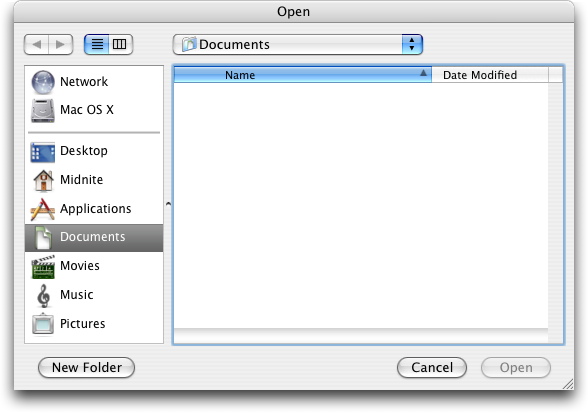 Open
Documents
Name Date Modified
Network
Mac OS X
Desktop
Midnite
Applications
Documents
Movies
Music
Pictures
New Folder Cancel Open